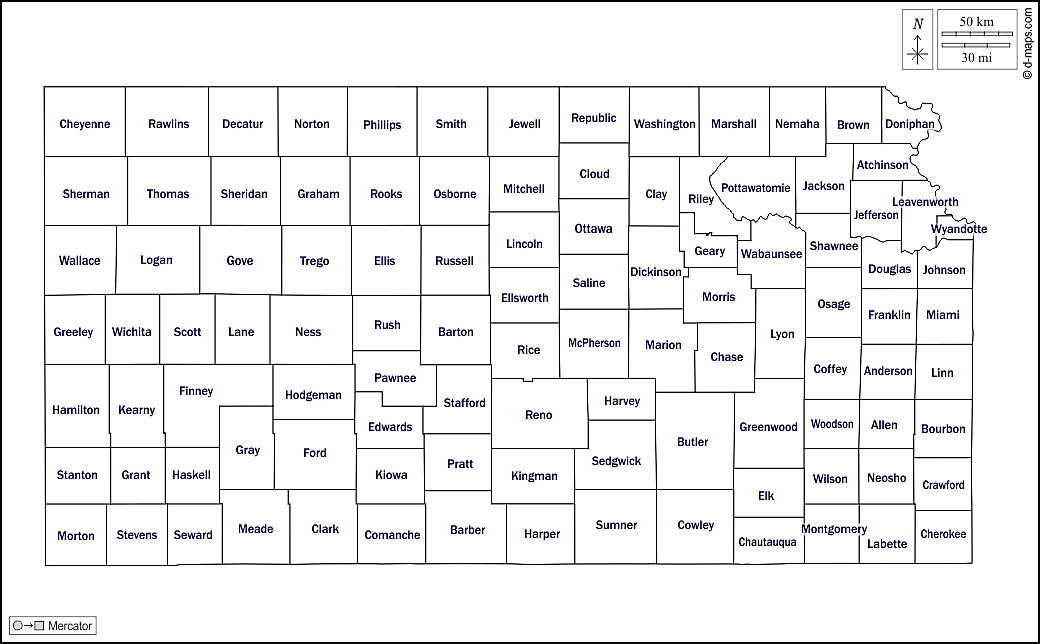 N
50 km
30 mi
© d-maps.com
Cheyenne
Rawlins
Decatur
Norton
Phillips
Smith
Jewell
Republic
Washington
Marshall
Nemaha
Brown
Doniphan
Sherman
Thomas
Sheridan
Graham
Rooks
Osborne
Mitchell
Cloud
Clay
Riley
Pottawatomie
Jackson
Atchinson
Jefferson
Leavenworth
Wyandotte
Wallace
Logan
Gove
Trego
Ellis
Russell
Lincoln
Ottawa
Saline
Dickinson
Geary
Wabaunsee
Shawnee
Douglas
Johnson
Ellsworth
Morris
Osage
Franklin
Miami
Greeley
Wichita
Scott
Lane
Ness
Rush
Barton
Rice
McPherson
Marion
Chase
Lyon
Coffey
Anderson
Linn
Hamilton
Kearny
Finney
Hodgeman
Pawnee
Stafford
Edwards
Reno
Harvey
Butler
Greenwood
Woodson
Allen
Bourbon
Gray
Ford
Stanton
Grant
Haskell
Kiowa
Pratt
Kingman
Sedgwick
Elk
Wilson
Neosho
Crawford
Morton
Stevens
Seward
Meade
Clark
Comanche
Barber
Harper
Sumner
Cowley
Chautauqua
Montgomery
Labette
Cherokee
Mercator